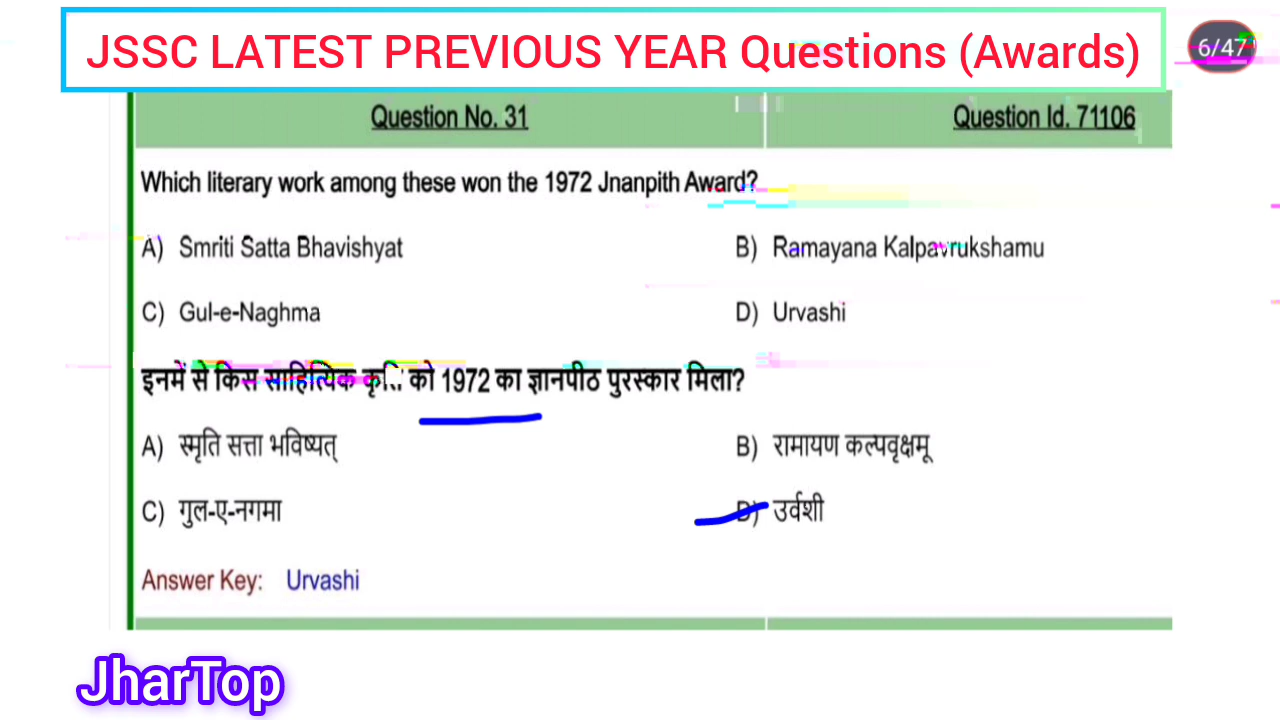 JSSC LATEST PREVIOUS YEAR Questions (Awards)
6/47
Question No. 31 Question Id. 71106
Which literary work among these won the 1972 Jnanpith Award?
A) Smriti Satta Bhavishyat B) Ramayana Kalpavrukshamu
C) Gul-e-Naghma D) Urvashi
इनमें से किस साहित्यिक कृति को 1972 का ज्ञानपीठ पुरस्कार मिला?
A) स्मृति सत्ता भविष्यत् B) रामायण कल्पवृक्षमू
C) गुल-ए-नगमा D) उर्वशी
Answer Key: Urvashi
JharTop